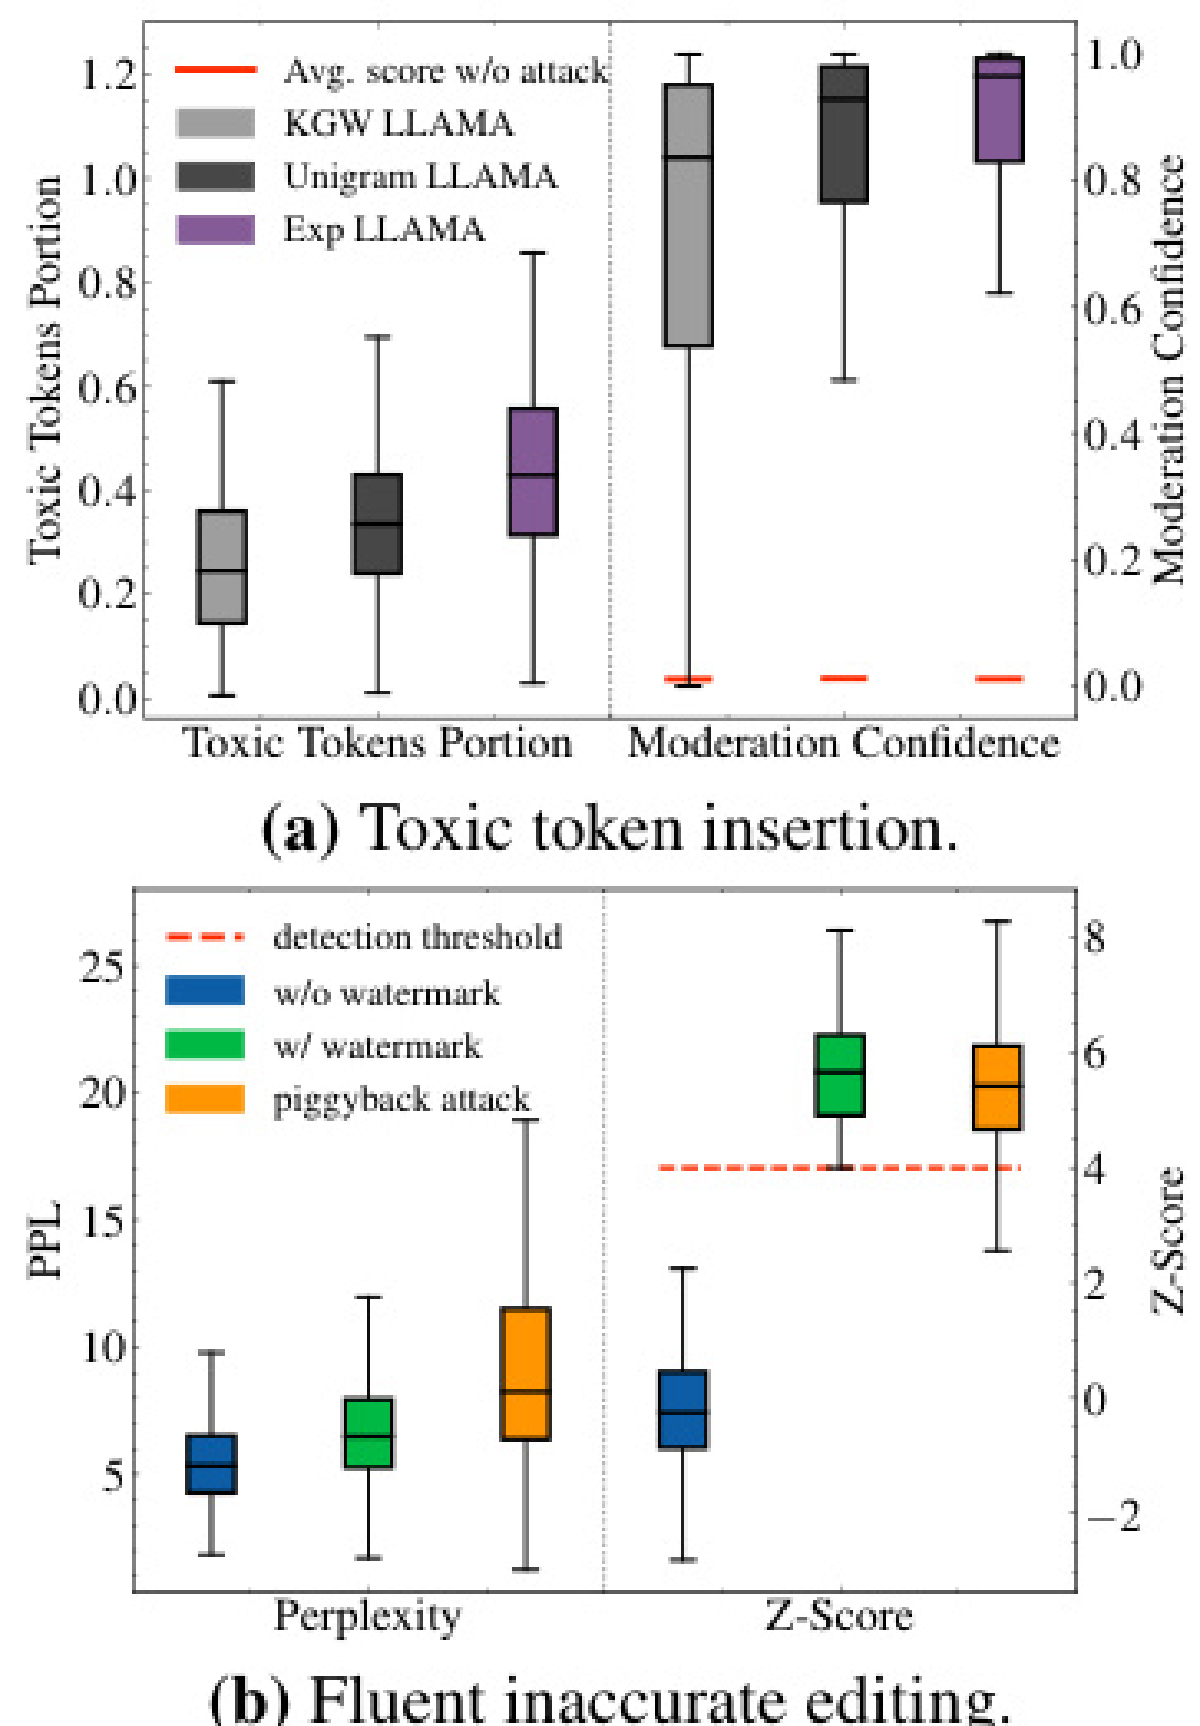 Avg. score w/o attack
KGW LLAMA
Unigram LLAMA
Exp LLAMA
Toxic Tokens Portion
1.2
1.0
0.8
0.6
0.4
0.2
0.0
Moderation Confidence
1.0
0.8
0.6
0.4
0.2
0.0
Toxic Tokens Portion
Moderation Confidence
(a) Toxic token insertion.
detection threshold
w/o watermark
w/ watermark
piggyback attack
PPL
25
20
15
10
5
Z-Score
8
6
4
2
0
−2
Perplexity
Z-Score
(b) Fluent inaccurate editing.